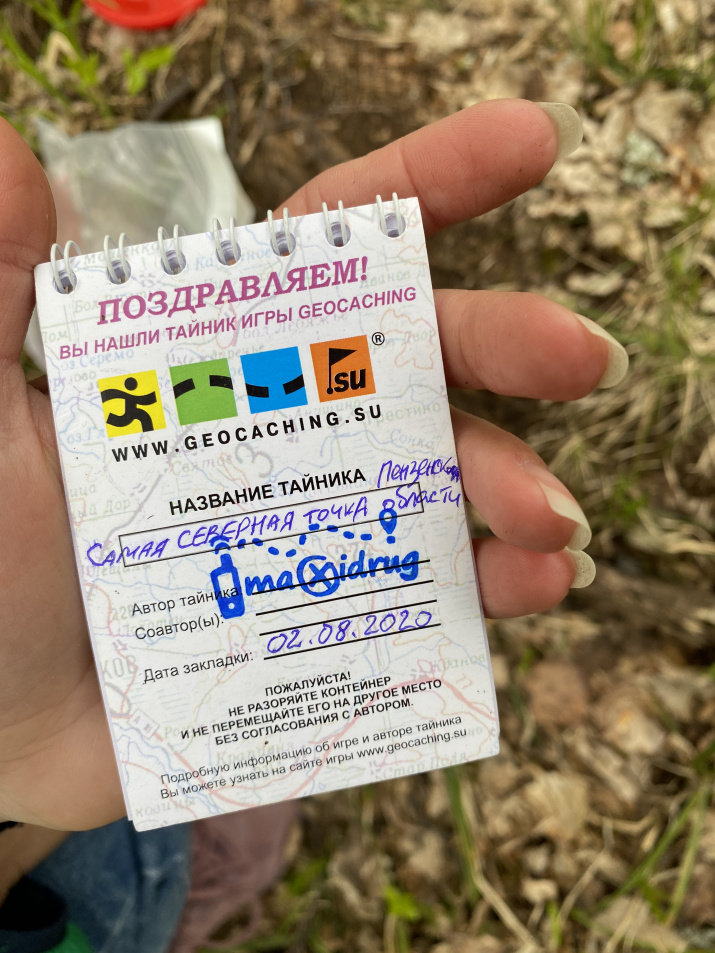 ПОЗДРАВЛЯЕМ!
ВЫ НАШЛИ ТАЙНИК ИГРЫ GEOCACHING
.su ®
WWW.GEOCACHING.SU
НАЗВАНИЕ ТАЙНИКА
САМАЯ СЕВЕРНАЯ ТОЧКА Пензенской области
maxidrug
Автор тайника:
Соавтор(ы):
Дата закладки: 02.08.2020
ПОЖАЛУЙСТА!
НЕ РАЗОРЯЙТЕ КОНТЕЙНЕР
И НЕ ПЕРЕМЕЩАЙТЕ ЕГО НА ДРУГОЕ МЕСТО
БЕЗ СОГЛАСОВАНИЯ С АВТОРОМ.
Подробную информацию об игре и авторе тайника
Вы можете узнать на сайте игры www.geocaching.su